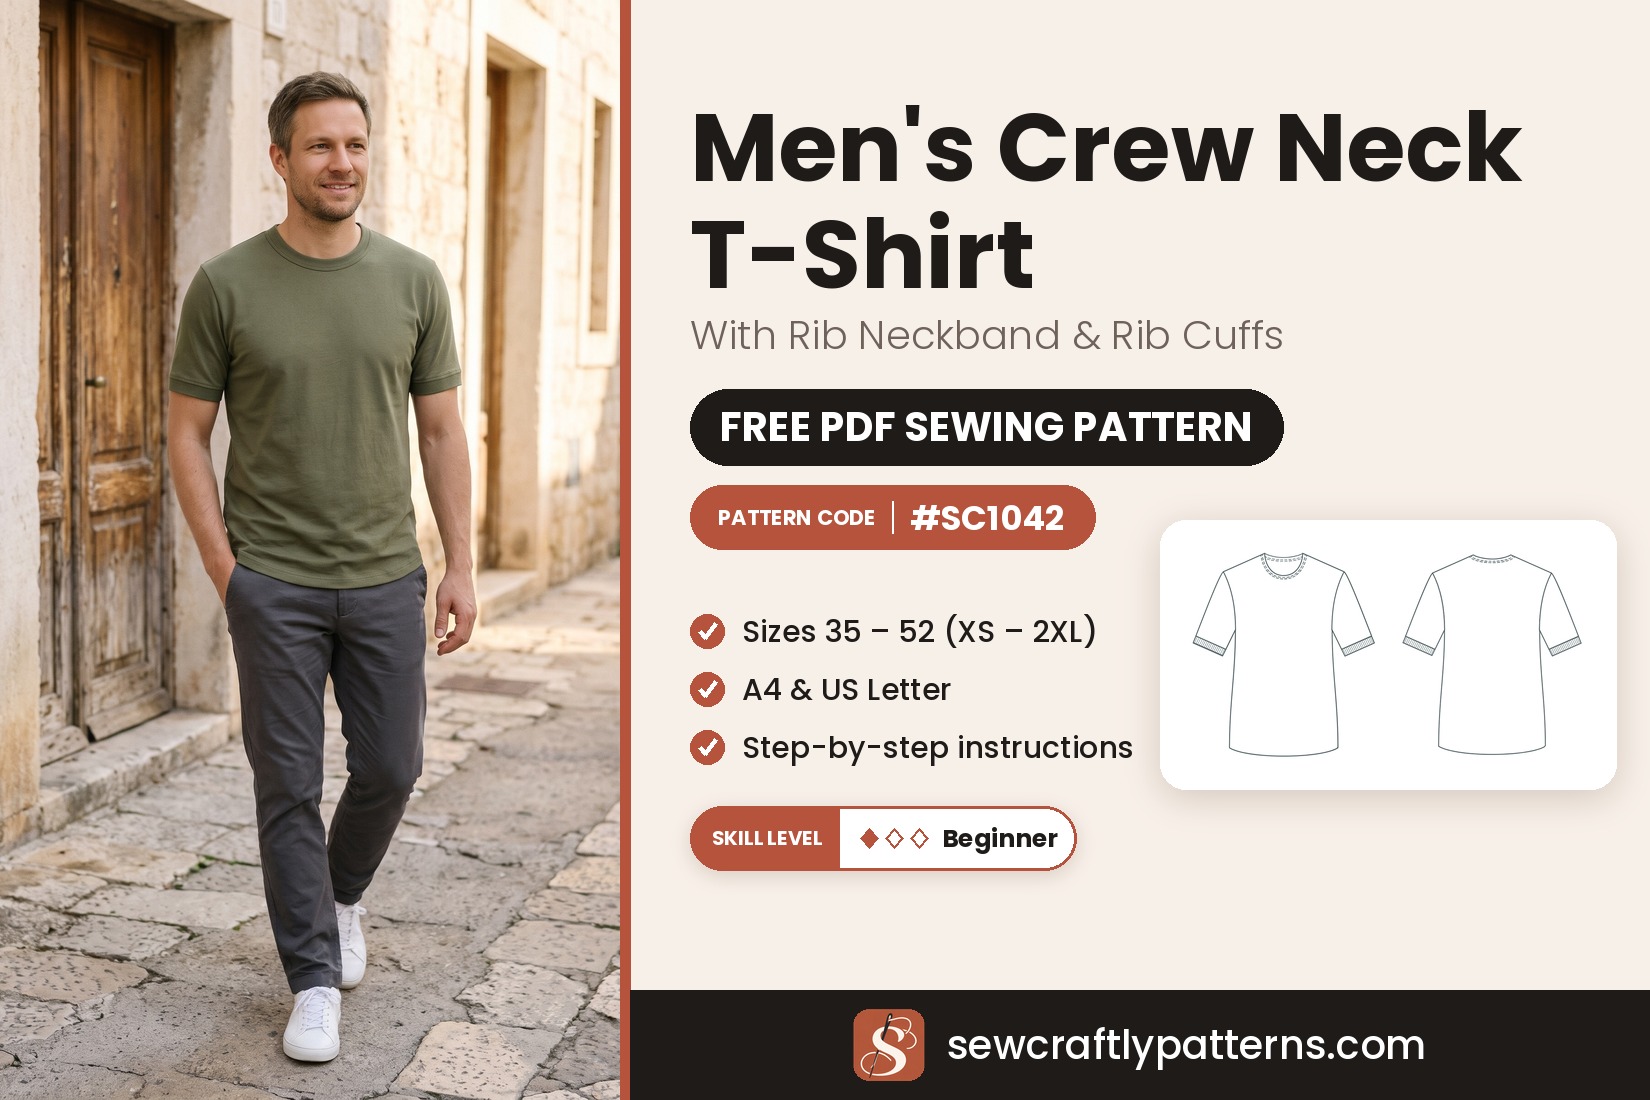 Men's Crew Neck
T-Shirt
With Rib Neckband & Rib Cuffs
FREE PDF SEWING PATTERN
PATTERN CODE | #SC1042
Sizes 35 – 52 (XS – 2XL)
A4 & US Letter
Step-by-step instructions
SKILL LEVEL Beginner
S sewcraftlypatterns.com